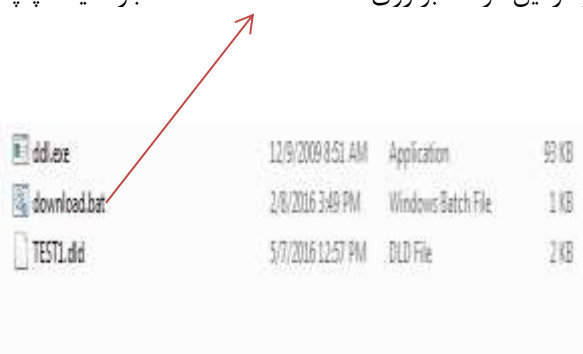 ddl.exe 12/9/2009 8:51 AM Application 93 KB
download.bat 2/8/2016 3:49 PM Windows Batch File 1 KB
TEST1.dld 5/7/2016 12:57 PM DLD File 2 KB